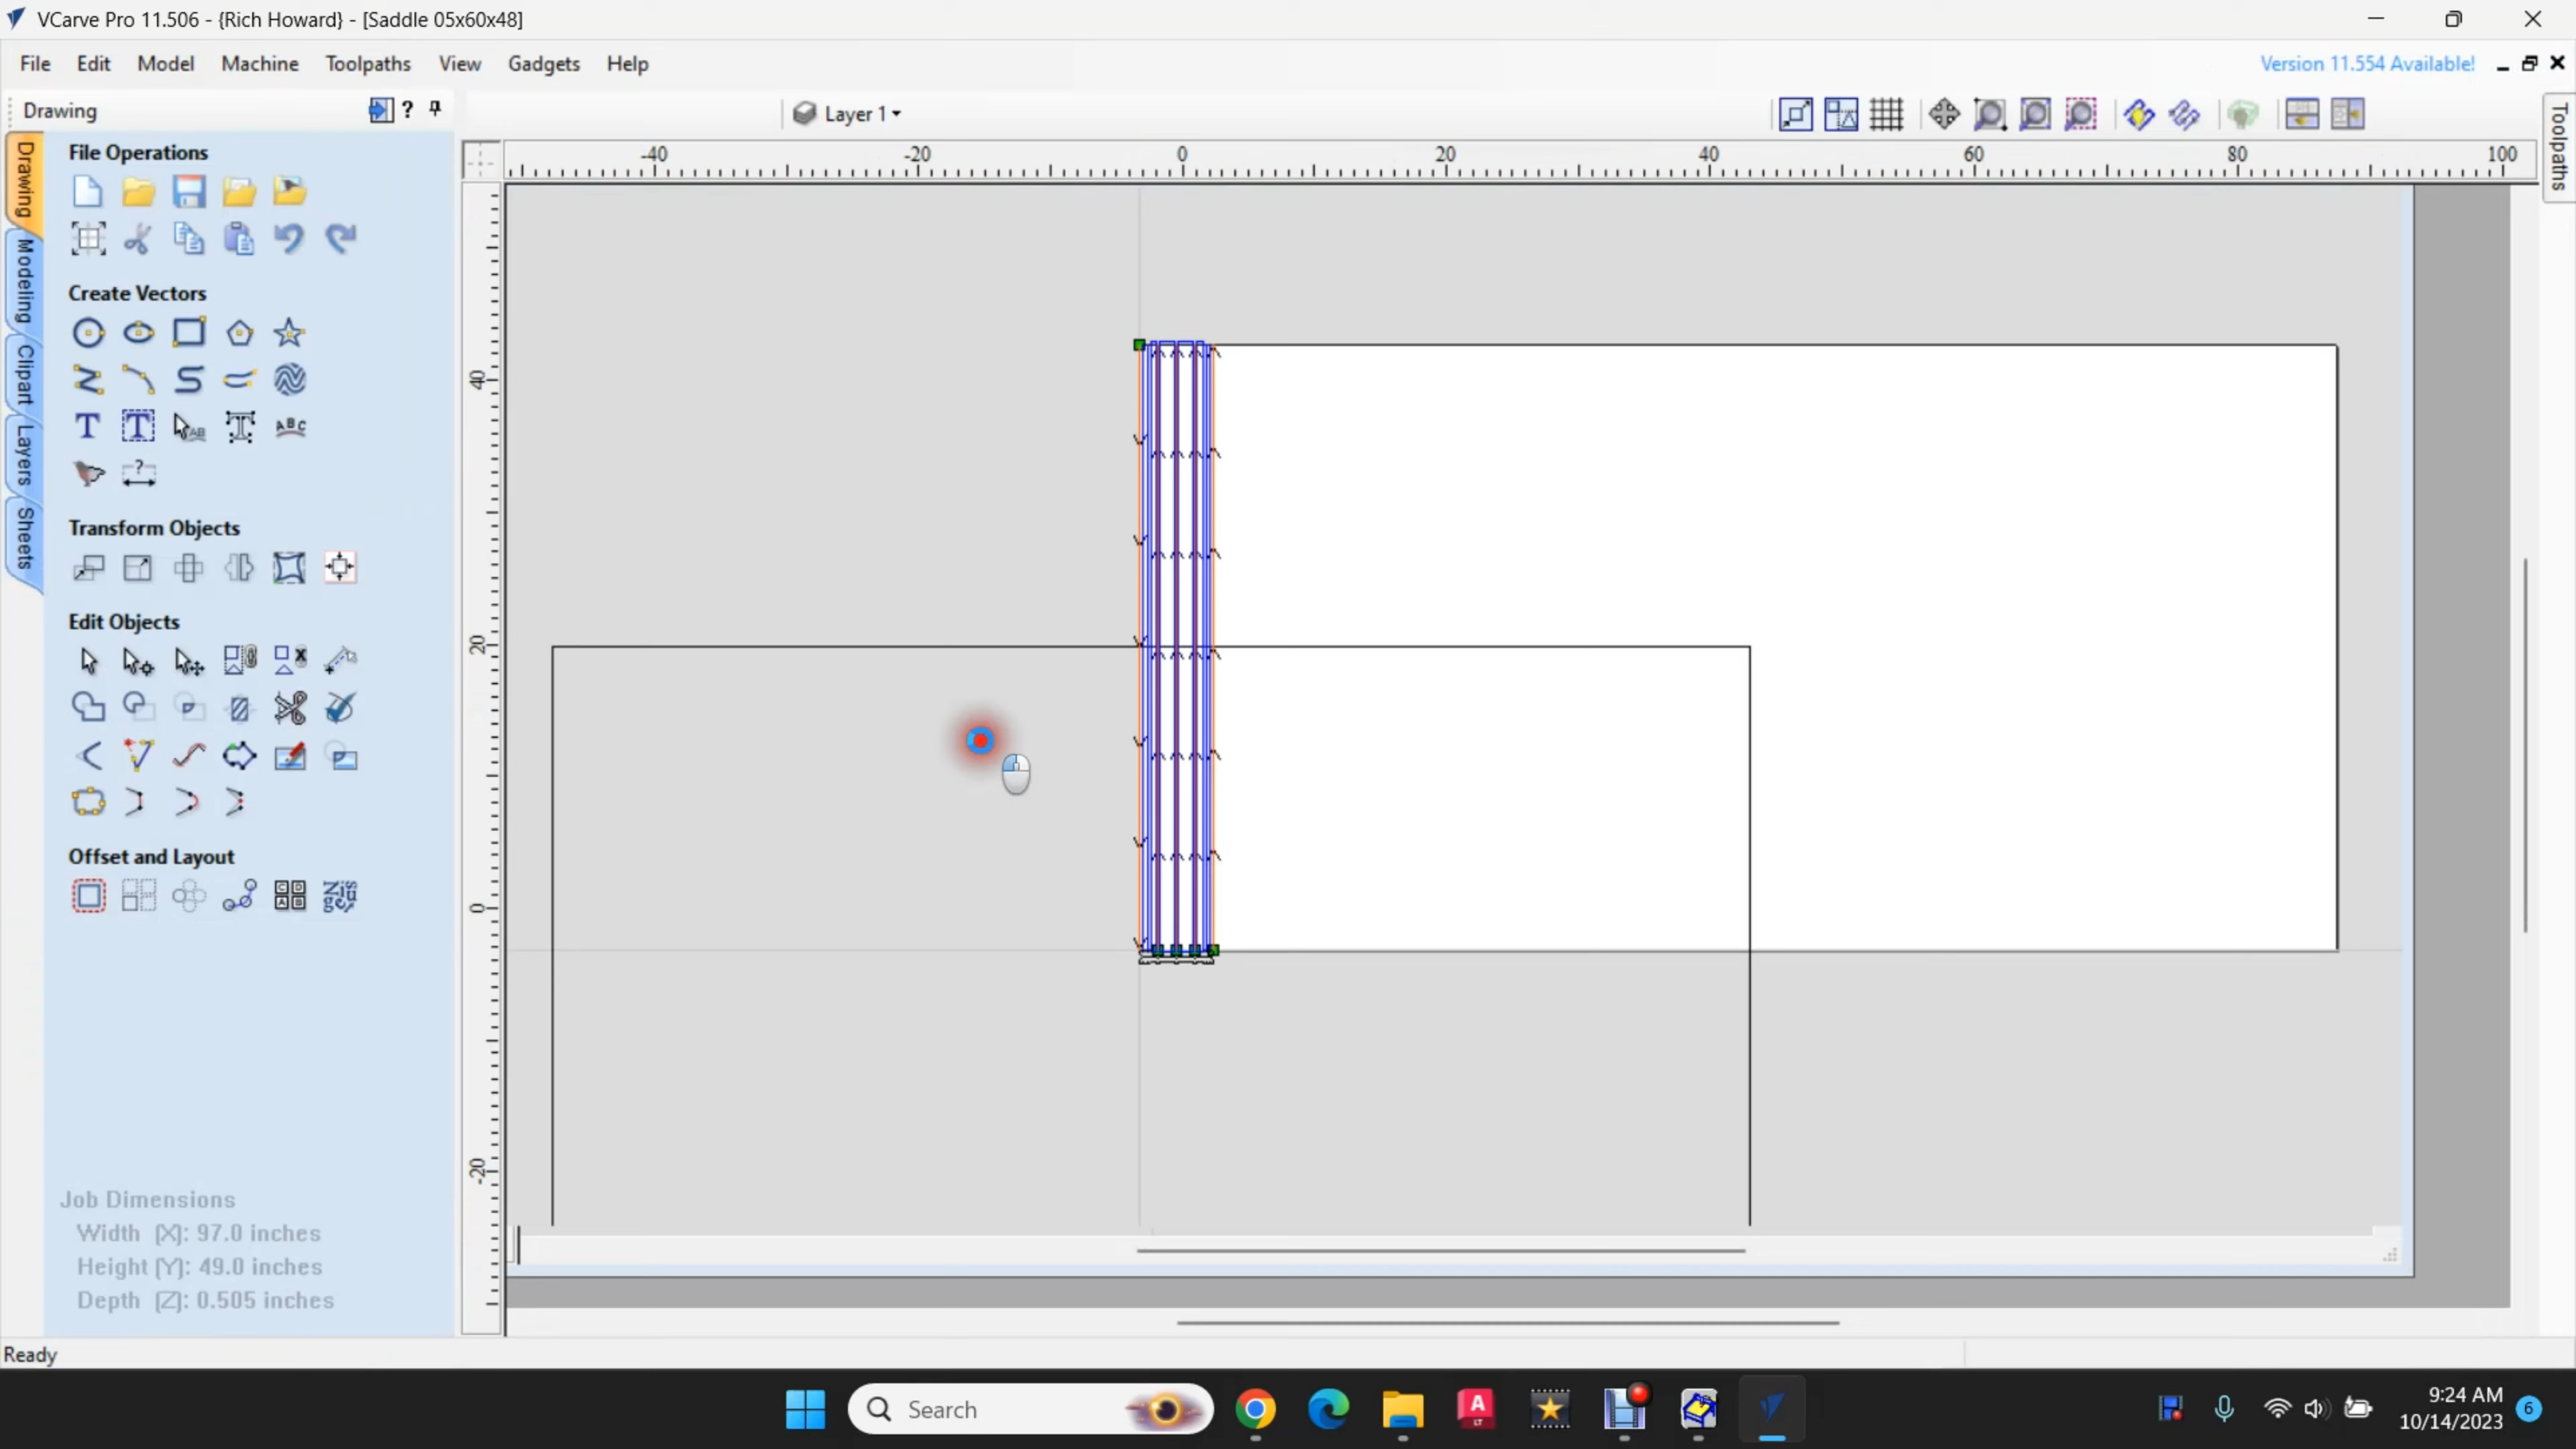 VCarve Pro 11.506 - {Rich Howard} - [Saddle 05x60x48]
File Edit Model Machine Toolpaths View Gadgets Help
Version 11.554 Available!
Drawing
?
Layer 1
Toolpaths
Drawing
Modeling
Clipart
Layers
Sheets
File Operations
Create Vectors
Transform Objects
Edit Objects
Offset and Layout
Job Dimensions
Width (X): 97.0 inches
Height (Y): 49.0 inches
Depth (Z): 0.505 inches
-40 -20 0 20 40 60 80 100
40
20
0
-20
Ready
Search
9:24 AM
10/14/2023
6